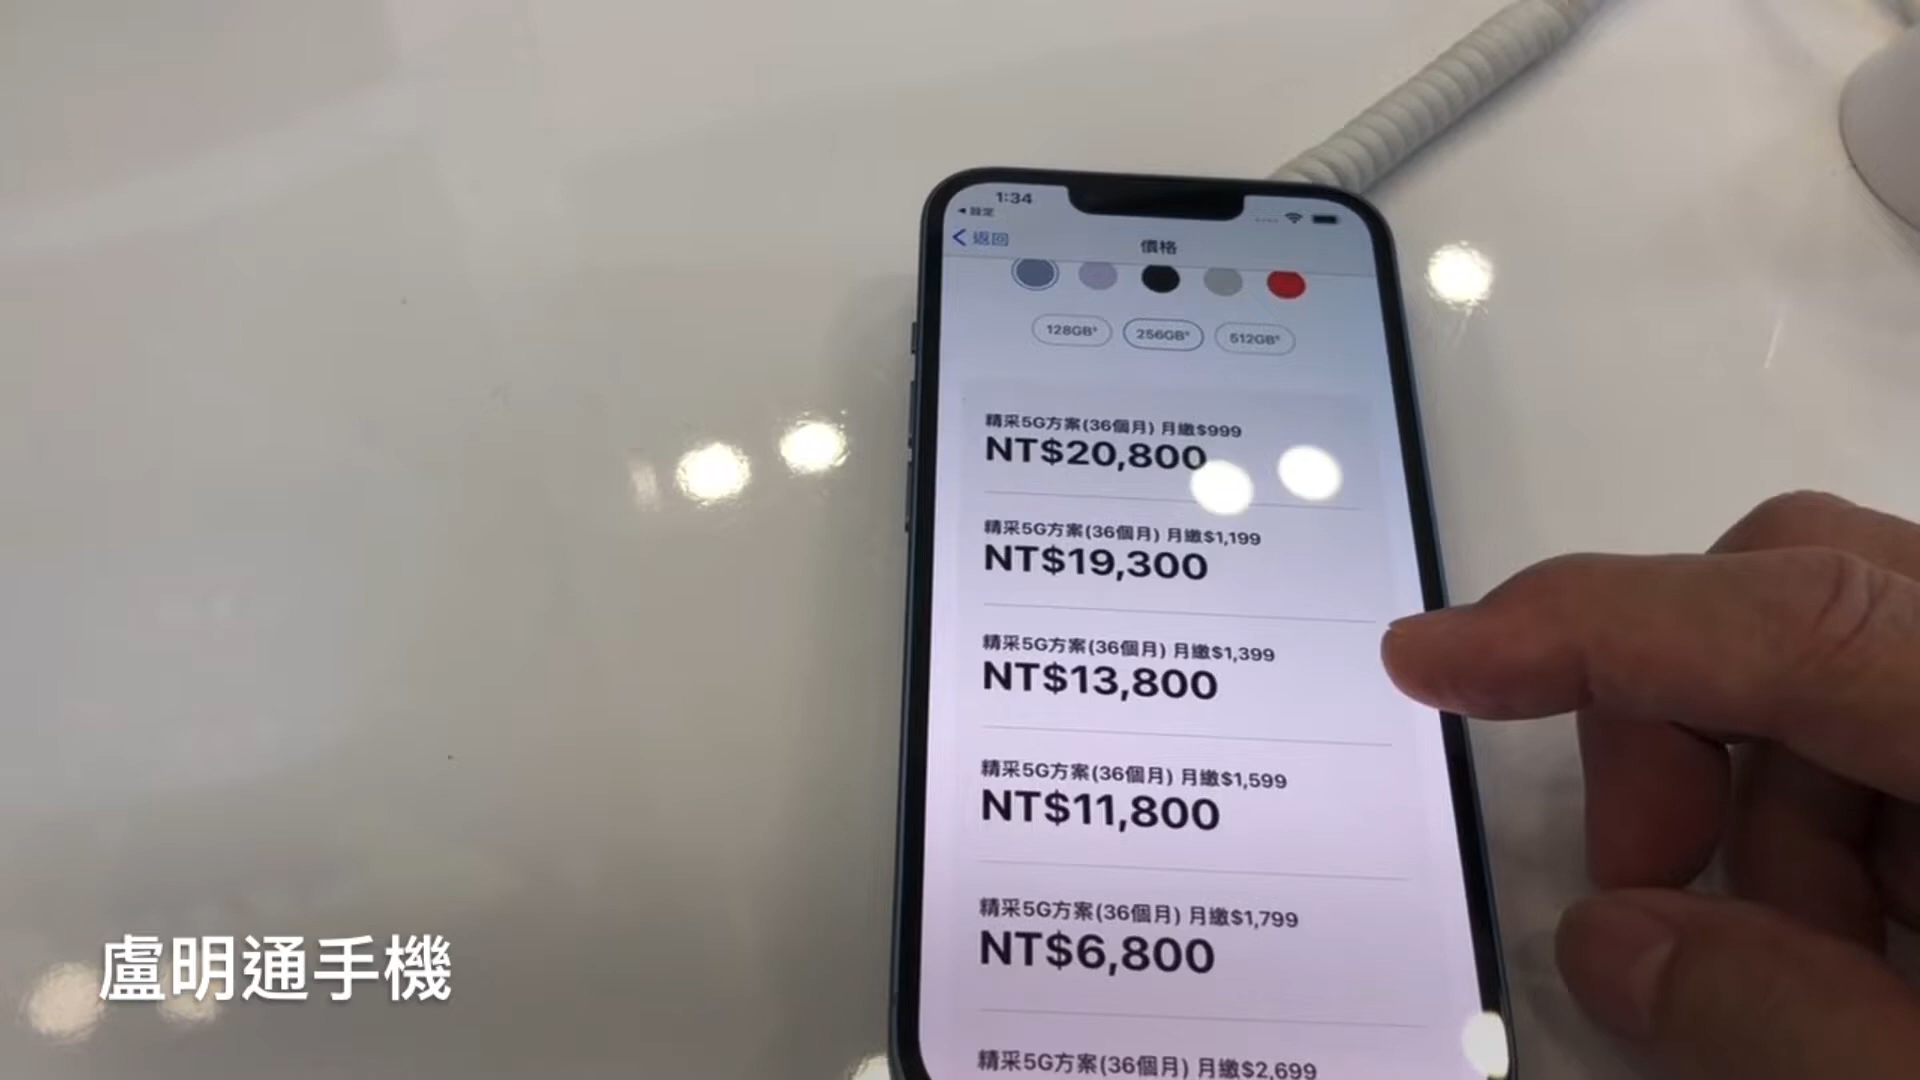 1:34
設定
返回
價格
128GB⁸
256GB⁸
512GB⁸
精采5G方案(36個月) 月繳$999
NT$20,800
精采5G方案(36個月) 月繳$1,199
NT$19,300
精采5G方案(36個月) 月繳$1,399
NT$13,800
精采5G方案(36個月) 月繳$1,599
NT$11,800
精采5G方案(36個月) 月繳$1,799
NT$6,800
精采5G方案(36個月) 月繳$2,699
盧明通手機